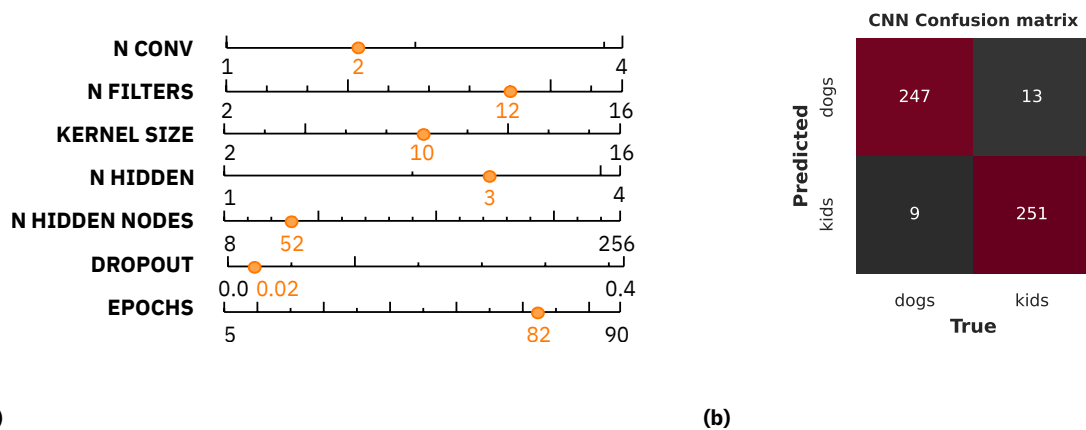 N CONV
1
2
4
N FILTERS
2
12
16
KERNEL SIZE
2
10
16
N HIDDEN
1
3
4
N HIDDEN NODES
8
52
256
DROPOUT
0.0
0.02
0.4
EPOCHS
5
82
90
)
CNN Confusion matrix
Predicted
dogs
247
13
kids
9
251
dogs
kids
True
(b)